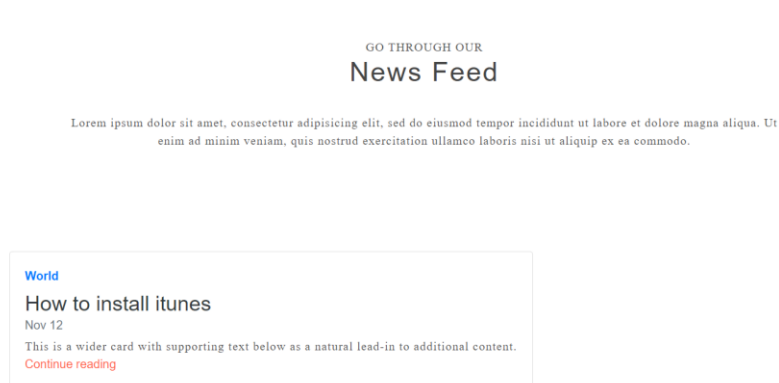 GO THROUGH OUR
News Feed
Lorem ipsum dolor sit amet, consectetur adipisicing elit, sed do eiusmod tempor incididunt ut labore et dolore magna aliqua. Ut
enim ad minim veniam, quis nostrud exercitation ullamco laboris nisi ut aliquip ex ea commodo.
World
How to install itunes
Nov 12
This is a wider card with supporting text below as a natural lead-in to additional content.
Continue reading